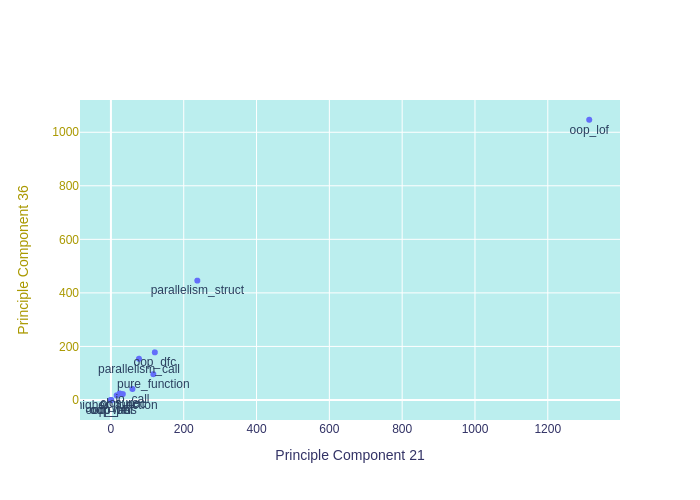 1000
oop_lof
800
600
400
parallelism_struct
200
oop_dfc
parallelism_call
pure_function
0
0
200
400
600
800
1000
1200
Principle Component 21
Principle Component 36